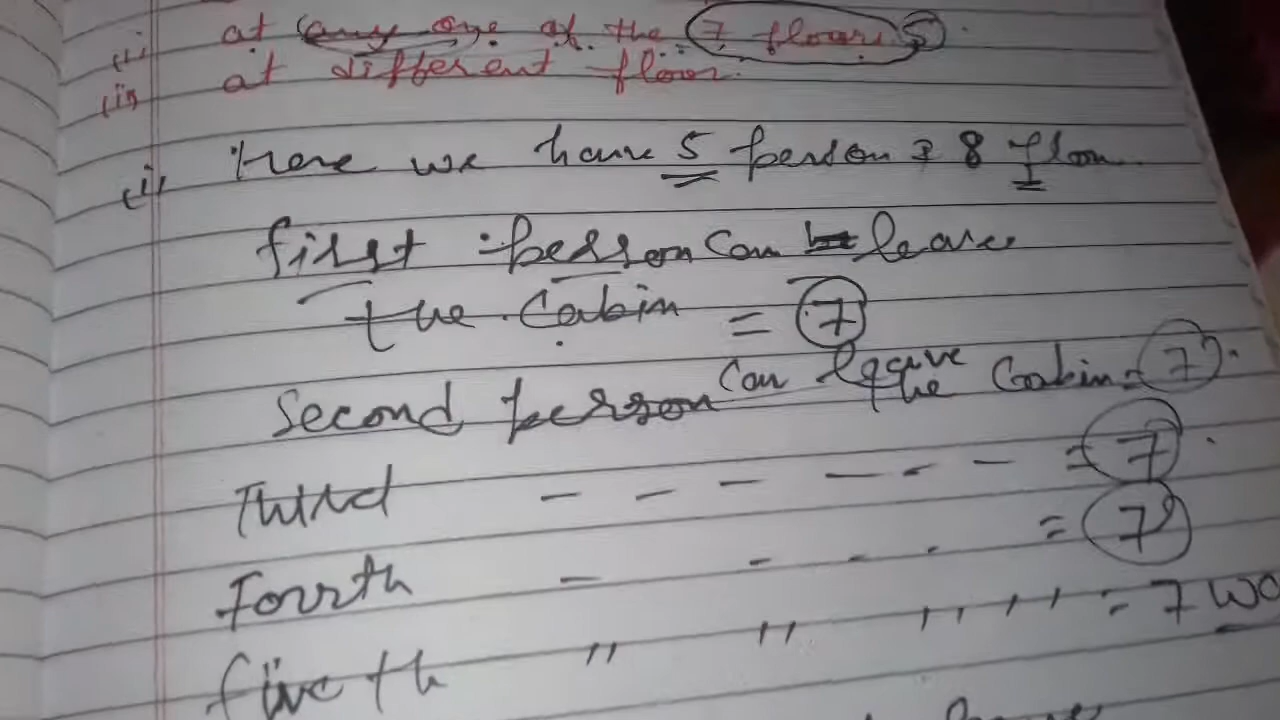 (i) at any one of the 7 floors 5.
(ii) at different floor.
(i) Here we have 5 person & 8 floor
first person can leave
the cabin = 7
Second person can leave the Cabin = 7.
Third - - - - - - = 7.
Fourth - - - - = 7
fiveth " " " " " " = 7 wa